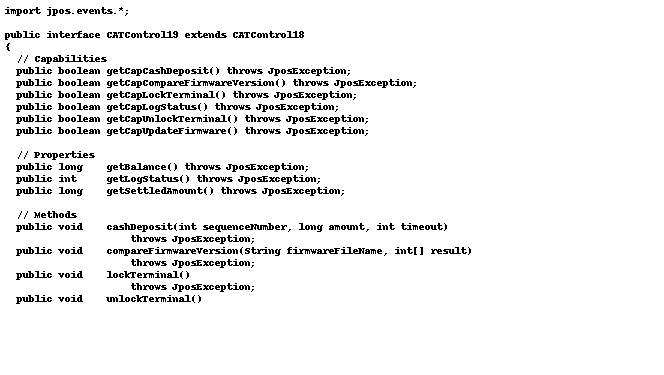 import jpos.events.*;

public interface CATControl19 extends CATControl18
{
  // Capabilities
  public boolean getCapCashDeposit() throws JposException;
  public boolean getCapCompareFirmwareVersion() throws JposException;
  public boolean getCapLockTerminal() throws JposException;
  public boolean getCapLogStatus() throws JposException;
  public boolean getCapUnlockTerminal() throws JposException;
  public boolean getCapUpdateFirmware() throws JposException;

  // Properties
  public long    getBalance() throws JposException;
  public int     getLogStatus() throws JposException;
  public long    getSettledAmount() throws JposException;

  // Methods
  public void    cashDeposit(int sequenceNumber, long amount, int timeout)
                     throws JposException;
  public void    compareFirmwareVersion(String firmwareFileName, int[] result)
                     throws JposException;
  public void    lockTerminal()
                     throws JposException;
  public void    unlockTerminal()